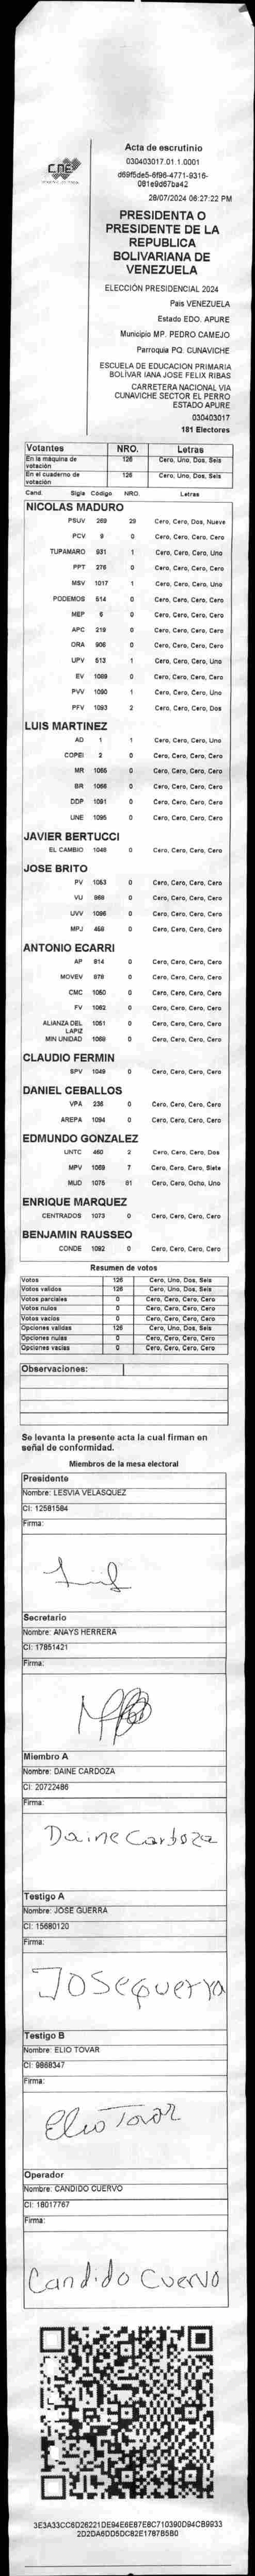 CNE
Acta de escrutinio
030403017.01.1.0001
d69f5de5-6f96-4771-9315-
081e9d67ba42
28/07/2024 06:27:22 PM
PRESIDENTA O
PRESIDENTE DE LA
REPUBLICA
BOLIVARIANA DE
VENEZUELA
ELECCIÓN PRESIDENCIAL 2024
País VENEZUELA
Estado EDO. APURE
Municipio MP. PEDRO CAMEJO
Parroquia PQ. CUNAVICHE
ESCUELA DE EDUCACION PRIMARIA
BOLIVAR IANA JOSE FELIX RIBAS
CARRETERA NACIONAL VIA
CUNAVICHE SECTOR EL PERRO
ESTADO APURE
030403017
181 Electores
Votantes NRO. Letras
En la máquina de votación 126 Cero, Uno, Dos, Seis
En el cuaderno de votación 126 Cero, Uno, Dos, Seis
Cand. Sigla Código NRO. Letras
NICOLAS MADURO
PSUV 269 29 Cero, Cero, Dos, Nueve
PCV 9 0 Cero, Cero, Cero, Cero
TUPAMARO 931 1 Cero, Cero, Cero, Uno
PPT 276 0 Cero, Cero, Cero, Cero
MSV 1017 1 Cero, Cero, Cero, Uno
PODEMOS 514 0 Cero, Cero, Cero, Cero
MEP 6 0 Cero, Cero, Cero, Cero
APC 219 0 Cero, Cero, Cero, Cero
ORA 906 0 Cero, Cero, Cero, Cero
UPV 513 1 Cero, Cero, Cero, Uno
EV 1089 0 Cero, Cero, Cero, Cero
PVV 1090 1 Cero, Cero, Cero, Uno
PFV 1093 2 Cero, Cero, Cero, Dos
LUIS MARTINEZ
AD 1 1 Cero, Cero, Cero, Uno
COPEI 2 0 Cero, Cero, Cero, Cero
MR 1065 0 Cero, Cero, Cero, Cero
BR 1056 0 Cero, Cero, Cero, Cero
DDP 1091 0 Cero, Cero, Cero, Cero
UNE 1095 0 Cero, Cero, Cero, Cero
JAVIER BERTUCCI
EL CAMBIO 1046 0 Cero, Cero, Cero, Cero
JOSE BRITO
PV 1053 0 Cero, Cero, Cero, Cero
VU 968 0 Cero, Cero, Cero, Cero
UVV 1096 0 Cero, Cero, Cero, Cero
MPJ 458 0 Cero, Cero, Cero, Cero
ANTONIO ECARRI
AP 914 0 Cero, Cero, Cero, Cero
MOVEV 978 0 Cero, Cero, Cero, Cero
CMC 1050 0 Cero, Cero, Cero, Cero
FV 1062 0 Cero, Cero, Cero, Cero
ALIANZA DEL LAPIZ 1051 0 Cero, Cero, Cero, Cero
MIN UNIDAD 1068 0 Cero, Cero, Cero, Cero
CLAUDIO FERMIN
SPV 1049 0 Cero, Cero, Cero, Cero
DANIEL CEBALLOS
VPA 236 0 Cero, Cero, Cero, Cero
AREPA 1094 0 Cero, Cero, Cero, Cero
EDMUNDO GONZALEZ
UNTC 460 2 Cero, Cero, Cero, Dos
MPV 1069 7 Cero, Cero, Cero, Siete
MUD 1075 81 Cero, Cero, Ocho, Uno
ENRIQUE MARQUEZ
CENTRADOS 1073 0 Cero, Cero, Cero, Cero
BENJAMIN RAUSSEO
CONDE 1092 0 Cero, Cero, Cero, Cero
Resumen de votos
Votos 126 Cero, Uno, Dos, Seis
Votos validos 126 Cero, Uno, Dos, Seis
Votos parciales 0 Cero, Cero, Cero, Cero
Votos nulos 0 Cero, Cero, Cero, Cero
Votos vacios 0 Cero, Cero, Cero, Cero
Opciones validas 126 Cero, Uno, Dos, Seis
Opciones nulas 0 Cero, Cero, Cero, Cero
Opciones vacias 0 Cero, Cero, Cero, Cero
Observaciones:
Se levanta la presente acta la cual firman en
señal de conformidad.
Miembros de la mesa electoral
Presidente
Nombre: LESVIA VELASQUEZ
CI: 12581584
Firma:
Secretario
Nombre: ANAYS HERRERA
CI: 17851421
Firma:
Miembro A
Nombre: DAINE CARDOZA
CI: 20722486
Firma:
Daine Cardoza
Testigo A
Nombre: JOSE GUERRA
CI: 15680120
Firma:
Jose guerra
Testigo B
Nombre: ELIO TOVAR
CI: 9868347
Firma:
Elio Tovar
Operador
Nombre: CANDIDO CUERVO
CI: 18017767
Firma:
Candido Cuervo
3E3A33CC8D26221DE94E6E87E8C710390D94CB9933
2D2DA6DD5DC82E1787B5B0